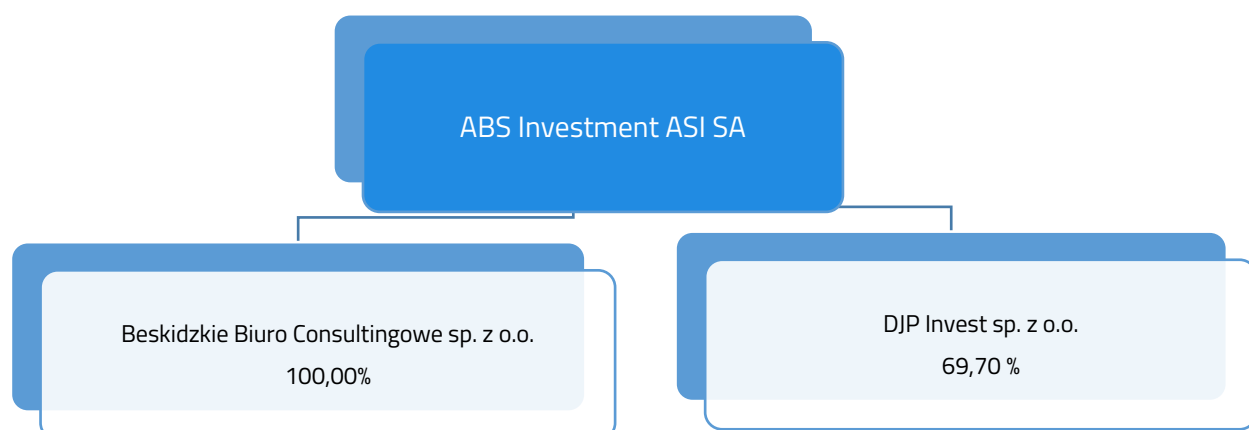 ABS Investment ASI SA
Beskidzkie Biuro Consultingowe sp. z o.o.
100,00%
DJP Invest sp. z o.o.
69,70 %